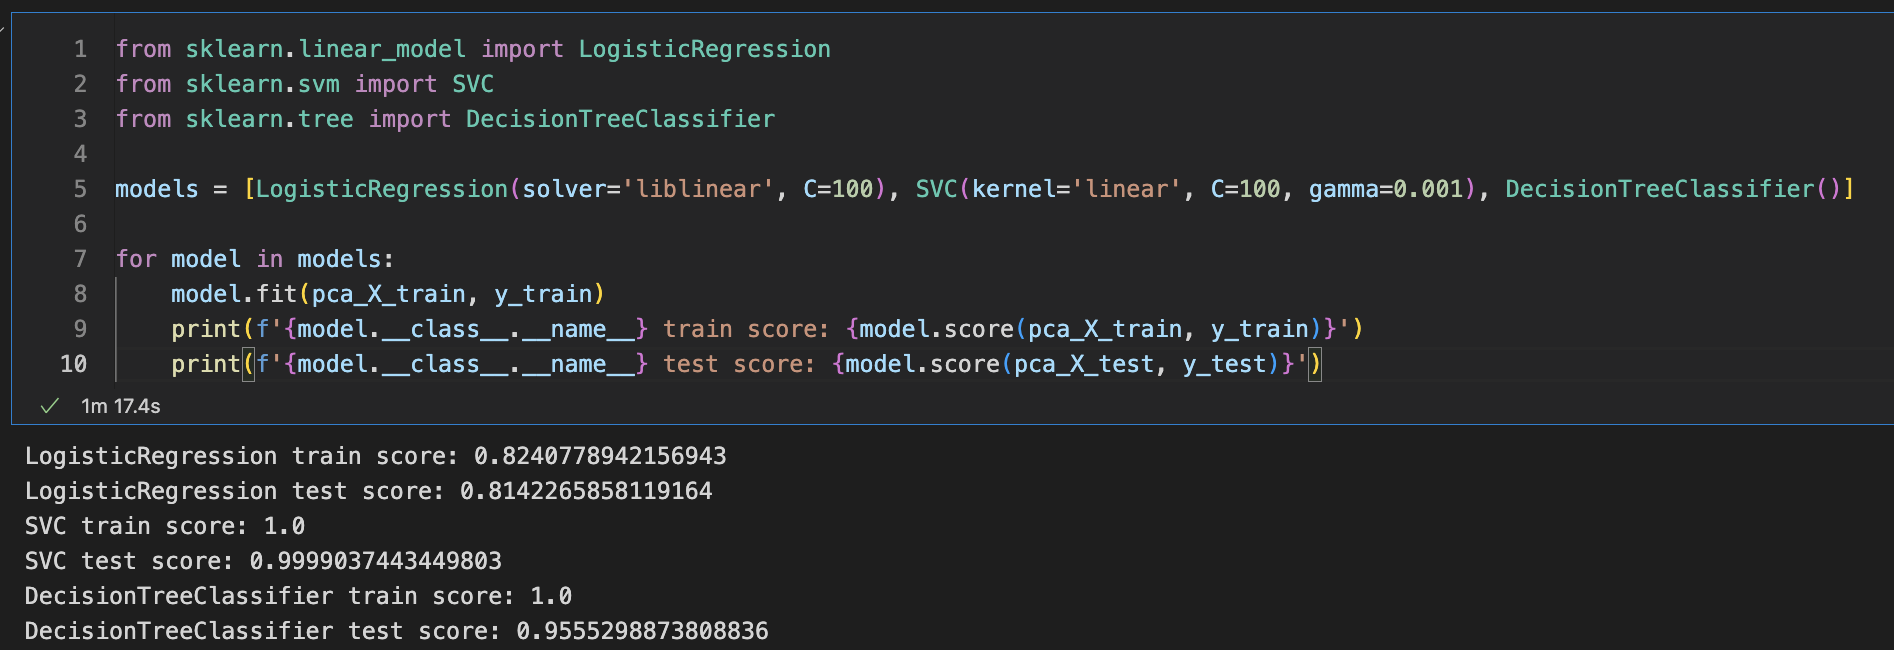 1 from sklearn.linear_model import LogisticRegression
2 from sklearn.svm import SVC
3 from sklearn.tree import DecisionTreeClassifier
4
5 models = [LogisticRegression(solver='liblinear', C=100), SVC(kernel='linear', C=100, gamma=0.001), DecisionTreeClassifier()]
6
7 for model in models:
8     model.fit(pca_X_train, y_train)
9     print(f'{model.__class__.__name__} train score: {model.score(pca_X_train, y_train)}')
10     print(f'{model.__class__.__name__} test score: {model.score(pca_X_test, y_test)}')
✓ 1m 17.4s
LogisticRegression train score: 0.8240778942156943
LogisticRegression test score: 0.8142265858119164
SVC train score: 1.0
SVC test score: 0.9999037443449803
DecisionTreeClassifier train score: 1.0
DecisionTreeClassifier test score: 0.9555298873808836